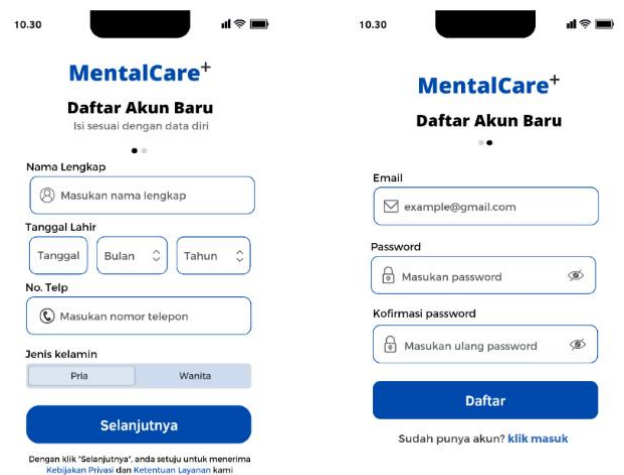 10.30
MentalCare+
Daftar Akun Baru
Isi sesuai dengan data diri
Nama Lengkap
Masukan nama lengkap
Tanggal Lahir
Tanggal Bulan Tahun
No. Telp
Masukan nomor telepon
Jenis kelamin
Pria Wanita
Selanjutnya
Dengan klik "Selanjutnya", anda setuju untuk menerima
Kebijakan Privasi dan Ketentuan Layanan kami
10.30
MentalCare+
Daftar Akun Baru
Email
example@gmail.com
Password
Masukan password
Kofirmasi password
Masukan ulang password
Daftar
Sudah punya akun? klik masuk